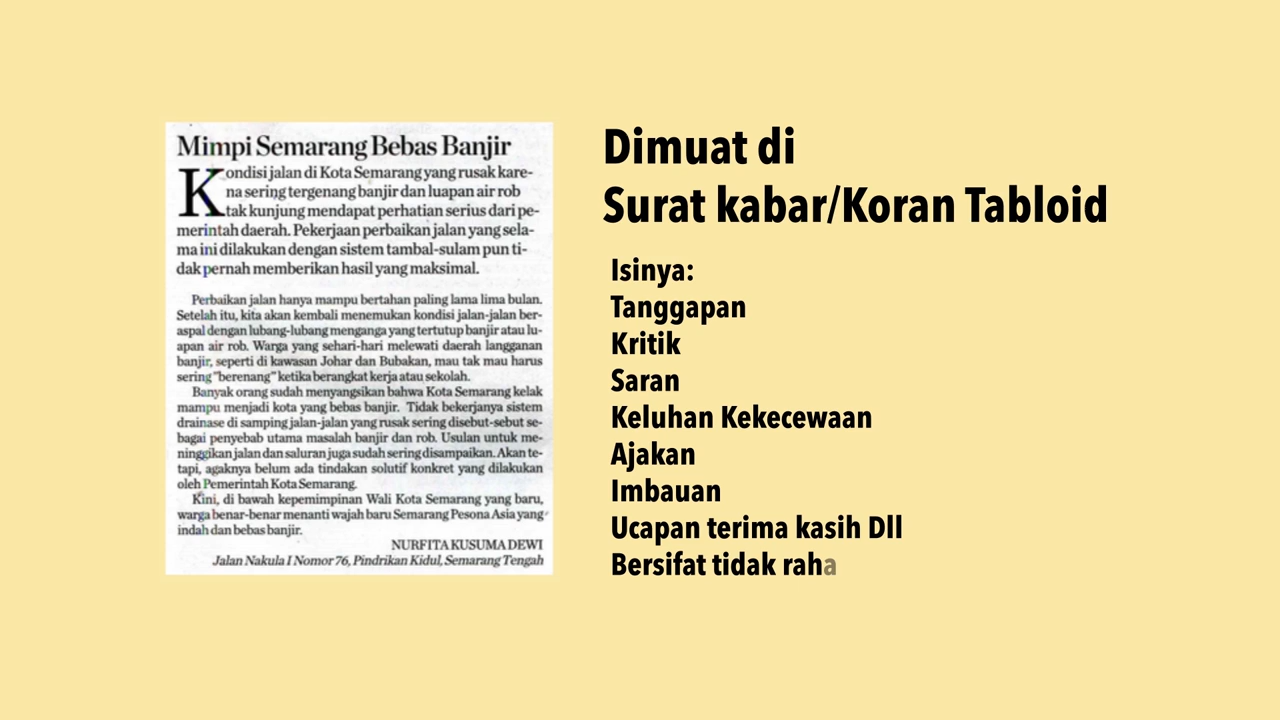 Mimpi Semarang Bebas Banjir
Kondisi jalan di Kota Semarang yang rusak kare-
na sering tergenang banjir dan luapan air rob
tak kunjung mendapat perhatian serius dari pe-
merintah daerah. Pekerjaan perbaikan jalan yang sela-
ma ini dilakukan dengan sistem tambal-sulam pun ti-
dak pernah memberikan hasil yang maksimal.
Perbaikan jalan hanya mampu bertahan paling lama lima bulan.
Setelah itu, kita akan kembali menemukan kondisi jalan-jalan ber-
aspal dengan lubang-lubang menganga yang tertutup banjir atau lu-
apan air rob. Warga yang sehari-hari melewati daerah langganan
banjir, seperti di kawasan Johar dan Bubakan, mau tak mau harus
sering "berenang" ketika berangkat kerja atau sekolah.
Banyak orang sudah menyangsikan bahwa Kota Semarang kelak
mampu menjadi kota yang bebas banjir. Tidak bekerjanya sistem
drainase di samping jalan-jalan yang rusak sering disebut-sebut se-
bagai penyebab utama masalah banjir dan rob. Usulan untuk me-
ninggikan jalan dan saluran juga sudah sering disampaikan. Akan te-
tapi, agaknya belum ada tindakan solutif konkret yang dilakukan
oleh Pemerintah Kota Semarang.
Kini, di bawah kepemimpinan Wali Kota Semarang yang baru,
warga benar-benar menanti wajah baru Semarang Pesona Asia yang
indah dan bebas banjir.
NURFITA KUSUMA DEWI
Jalan Nakula I Nomor 76, Pindrikan Kidul, Semarang Tengah
Dimuat di
Surat kabar/Koran Tabloid
Isinya:
Tanggapan
Kritik
Saran
Keluhan Kekecewaan
Ajakan
Imbauan
Ucapan terima kasih Dll
Bersifat tidak raha